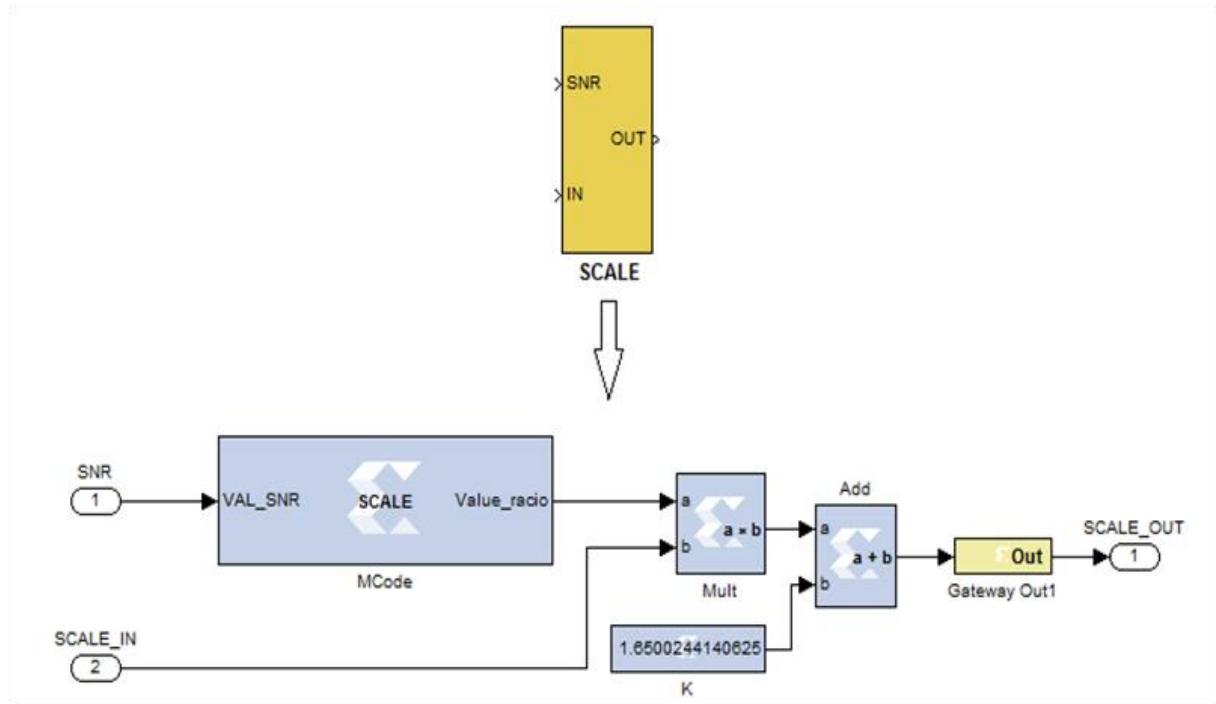 SNR
OUT
IN
SCALE
SNR
1
VAL_SNR
SCALE
Value_racio
MCode
SCALE_IN
2
a
a × b
b
Mult
1.6500244140625
K
Add
a
a + b
b
Out
Gateway Out1
SCALE_OUT
1